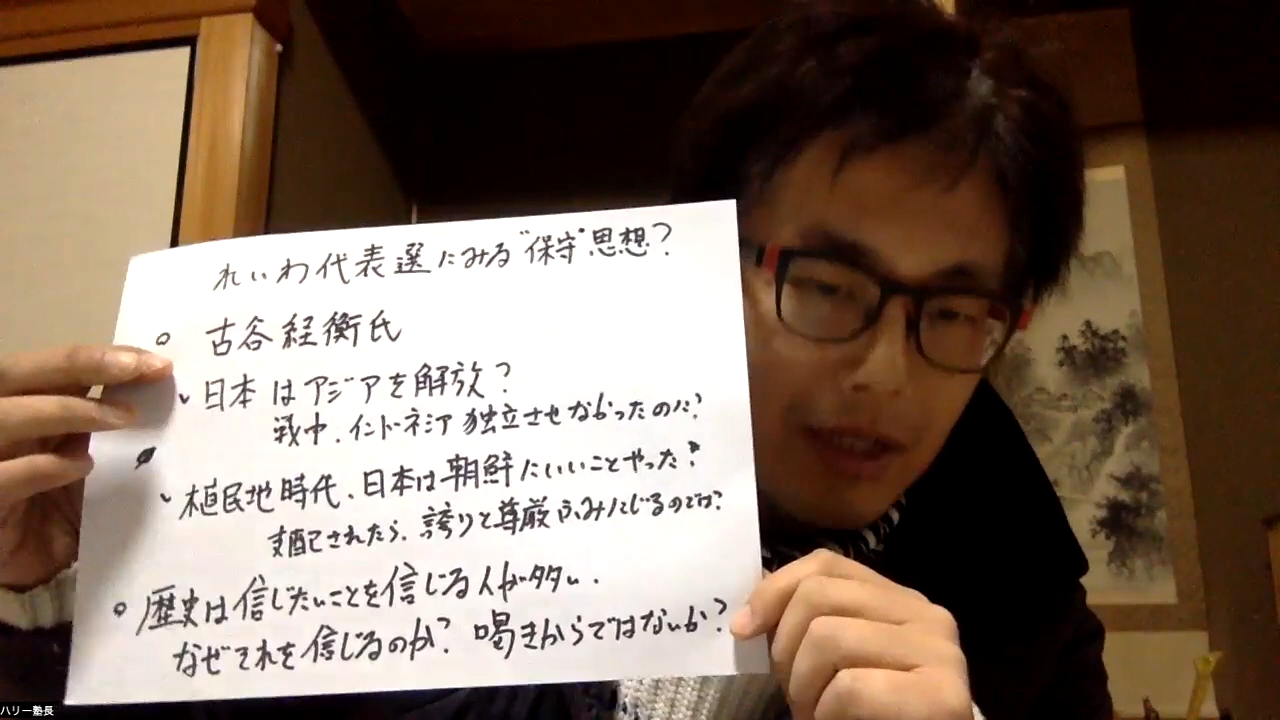 れいわ代表選にみる"保守"思想?
○ 古谷経衡氏
、日本はアジアを解放?
戦中、インドネシア独立させなかったのに?
、植民地時代、日本は朝鮮にいいことやった?
支配されたら、誇りと尊厳ふみにじるのでは?
○ 歴史は信じたいことを信じる人が多い.
なぜそれを信じるのか? 喝きからではないか?
ハリー塾長